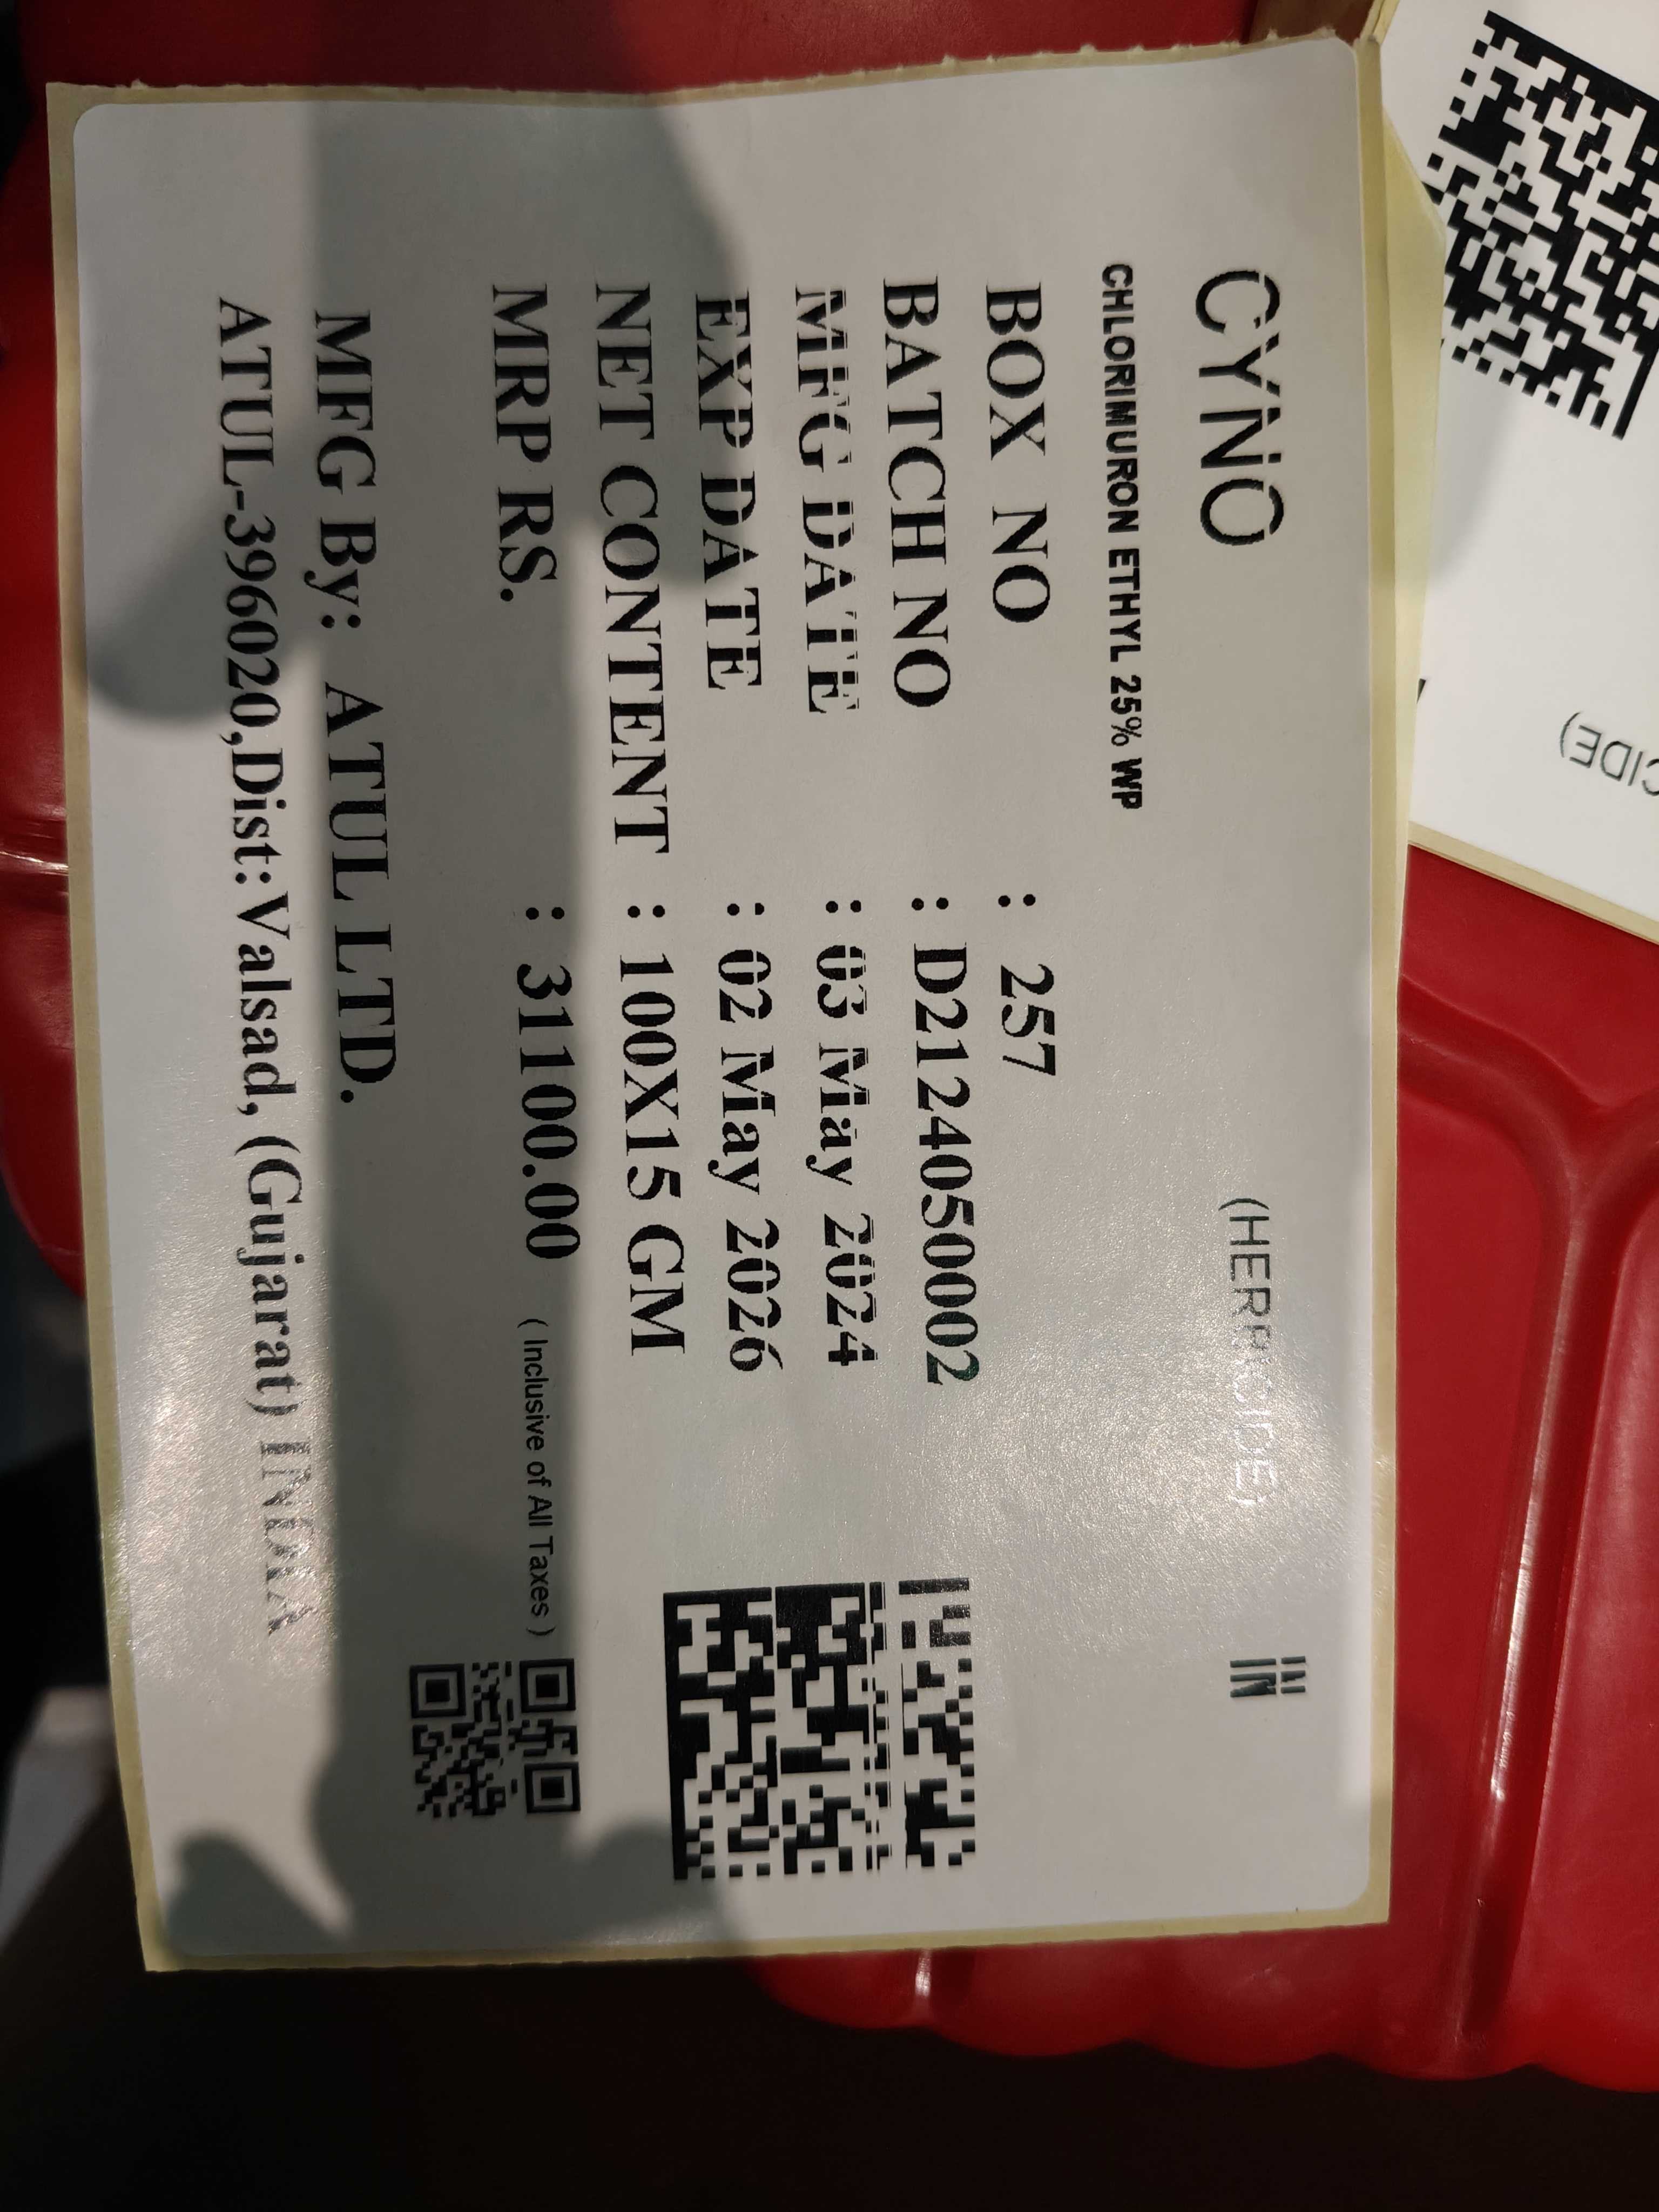 CYNO (HERBICIDE) IN
CHLORIMURON ETHYL 25% WP
BOX NO : 257
BATCH NO : D2124050002
MFG DATE : 03 May 2024
EXP DATE : 02 May 2026
NET CONTENT : 100X15 GM
MRP RS. : 31100.00 ( Inclusive of All Taxes )
MFG By: ATUL LTD.
ATUL-396020,Dist:Valsad, (Gujarat) INDIA
CIDE)